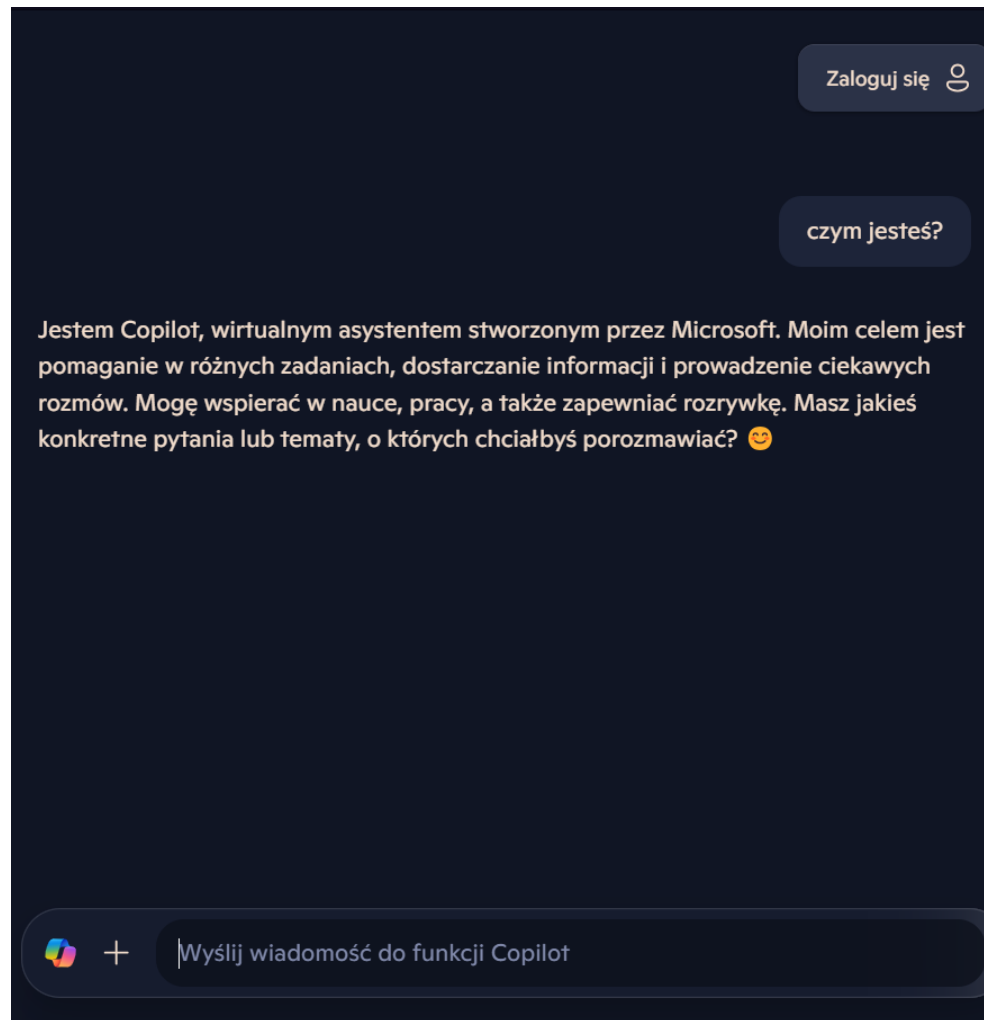 Zaloguj się
czym jesteś?
Jestem Copilot, wirtualnym asystentem stworzonym przez Microsoft. Moim celem jest
pomaganie w różnych zadaniach, dostarczanie informacji i prowadzenie ciekawych
rozmów. Mogę wspierać w nauce, pracy, a także zapewniać rozrywkę. Masz jakieś
konkretne pytania lub tematy, o których chciałbyś porozmawiać? 😊
Wyślij wiadomość do funkcji Copilot